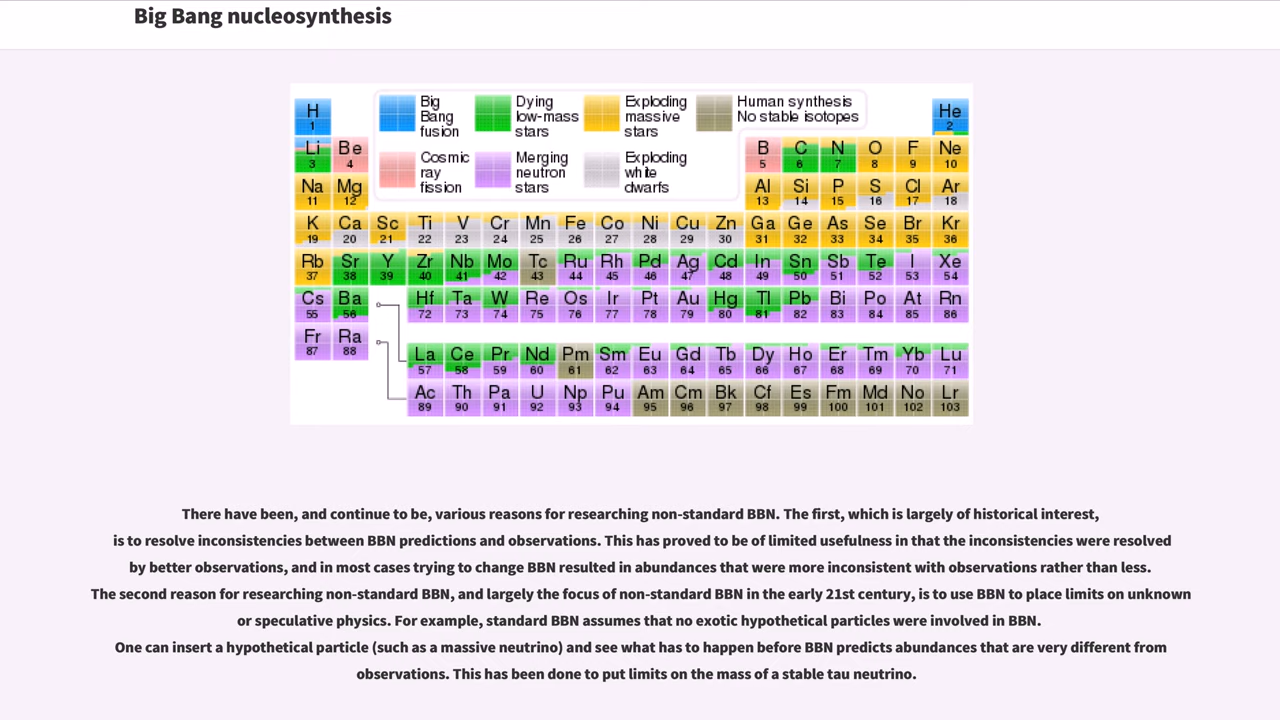 Big Bang nucleosynthesis
Big Bang fusion
Dying low-mass stars
Exploding massive stars
Human synthesis No stable isotopes
Cosmic ray fission
Merging neutron stars
Exploding white dwarfs
H He
1 2
Li Be B C N O F Ne
3 4 5 6 7 8 9 10
Na Mg Al Si P S Cl Ar
11 12 13 14 15 16 17 18
K Ca Sc Ti V Cr Mn Fe Co Ni Cu Zn Ga Ge As Se Br Kr
19 20 21 22 23 24 25 26 27 28 29 30 31 32 33 34 35 36
Rb Sr Y Zr Nb Mo Tc Ru Rh Pd Ag Cd In Sn Sb Te I Xe
37 38 39 40 41 42 43 44 45 46 47 48 49 50 51 52 53 54
Cs Ba Hf Ta W Re Os Ir Pt Au Hg Tl Pb Bi Po At Rn
55 56 72 73 74 75 76 77 78 79 80 81 82 83 84 85 86
Fr Ra
87 88
La Ce Pr Nd Pm Sm Eu Gd Tb Dy Ho Er Tm Yb Lu
57 58 59 60 61 62 63 64 65 66 67 68 69 70 71
Ac Th Pa U Np Pu Am Cm Bk Cf Es Fm Md No Lr
89 90 91 92 93 94 95 96 97 98 99 100 101 102 103
There have been, and continue to be, various reasons for researching non-standard BBN. The first, which is largely of historical interest,
is to resolve inconsistencies between BBN predictions and observations. This has proved to be of limited usefulness in that the inconsistencies were resolved
by better observations, and in most cases trying to change BBN resulted in abundances that were more inconsistent with observations rather than less.
The second reason for researching non-standard BBN, and largely the focus of non-standard BBN in the early 21st century, is to use BBN to place limits on unknown
or speculative physics. For example, standard BBN assumes that no exotic hypothetical particles were involved in BBN.
One can insert a hypothetical particle (such as a massive neutrino) and see what has to happen before BBN predicts abundances that are very different from
observations. This has been done to put limits on the mass of a stable tau neutrino.